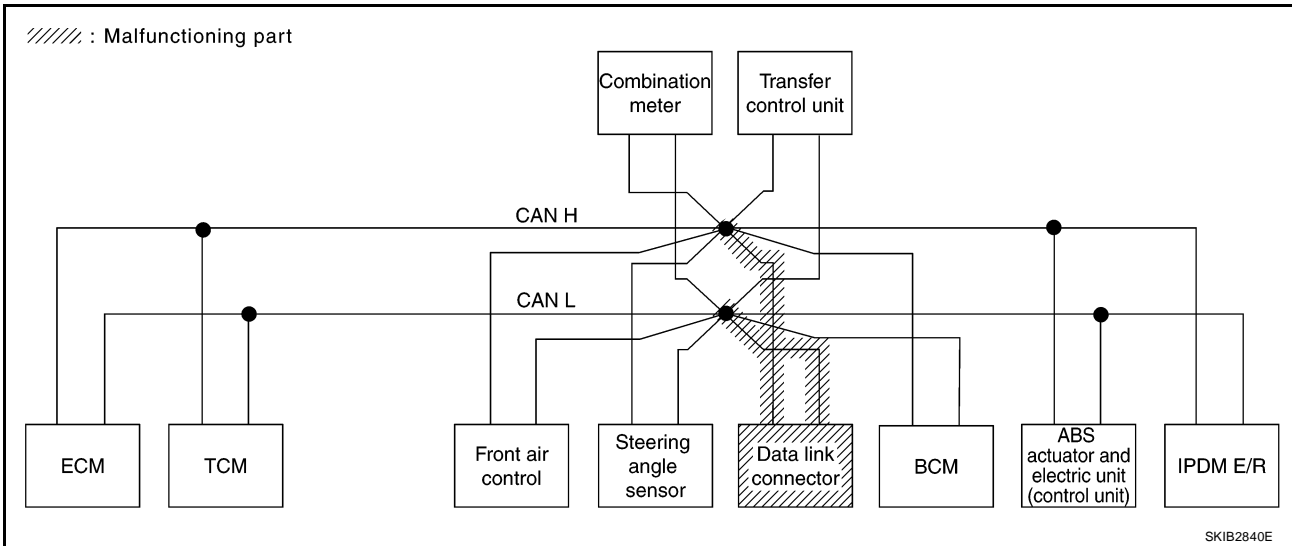 : Malfunctioning part
Combination
meter
Transfer
control unit
CAN H
CAN L
ECM
TCM
Front air
control
Steering
angle
sensor
Data link
connector
BCM
ABS
actuator and
electric unit
(control unit)
IPDM E/R
SKIB2840E